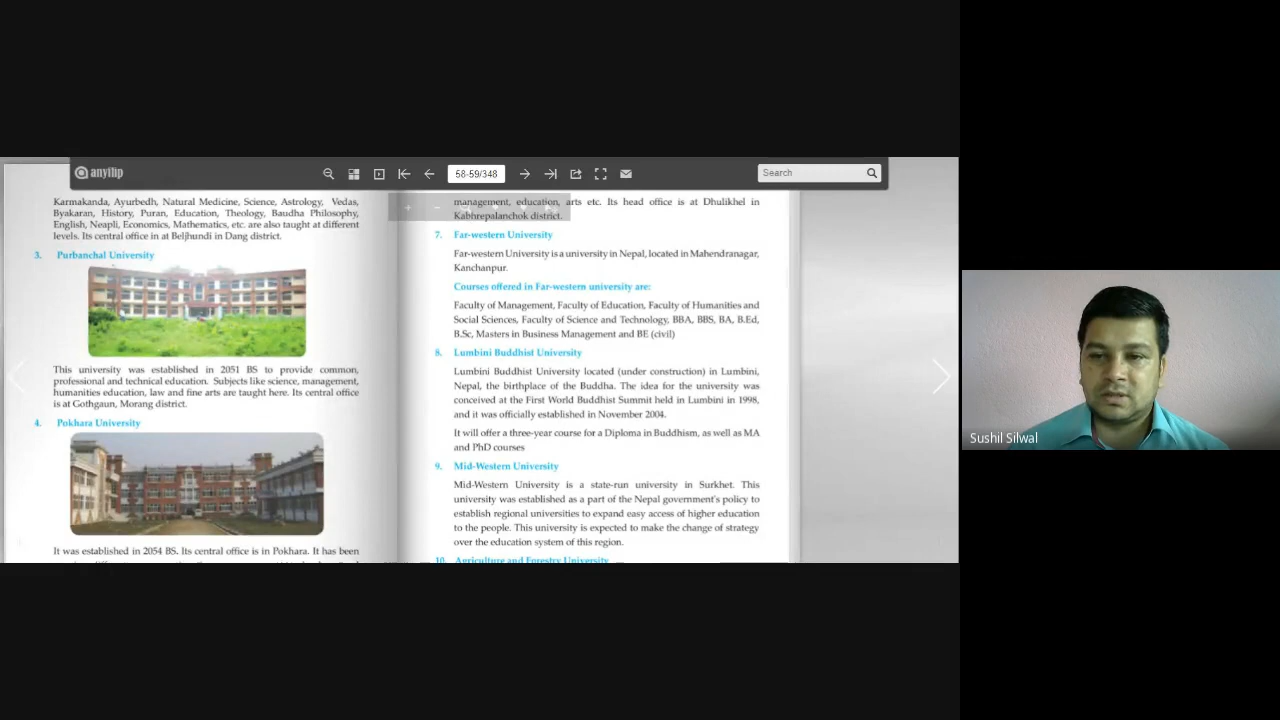 anyflip
58-59/348
Search
Karmakanda, Ayurbedh, Natural Medicine, Science, Astrology, Vedas,
Byakaran, History, Puran, Education, Theology, Baudha Philosophy,
English, Neapli, Economics, Mathematics, etc. are also taught at different
levels. Its central office in at Beljhundi in Dang district.
3. Purbanchal University
This university was established in 2051 BS to provide common,
professional and technical education. Subjects like science, management,
humanities education, law and fine arts are taught here. Its central office
is at Gothgaun, Morang district.
4. Pokhara University
It was established in 2054 BS. Its central office is in Pokhara. It has been
management, education, arts etc. Its head office is at Dhulikhel in
Kabhrepalanchok district.
7. Far-western University
Far-western University is a university in Nepal, located in Mahendranagar,
Kanchanpur.
Courses offered in Far-western university are:
Faculty of Management, Faculty of Education, Faculty of Humanities and
Social Sciences, Faculty of Science and Technology, BBA, BBS, BA, B.Ed,
B.Sc, Masters in Business Management and BE (civil)
8. Lumbini Buddhist University
Lumbini Buddhist University located (under construction) in Lumbini,
Nepal, the birthplace of the Buddha. The idea for the university was
conceived at the First World Buddhist Summit held in Lumbini in 1998,
and it was officially established in November 2004.
It will offer a three-year course for a Diploma in Buddhism, as well as MA
and PhD courses
9. Mid-Western University
Mid-Western University is a state-run university in Surkhet. This
university was established as a part of the Nepal government's policy to
establish regional universities to expand easy access of higher education
to the people. This university is expected to make the change of strategy
over the education system of this region.
10. Agriculture and Forestry University
Sushil Silwal